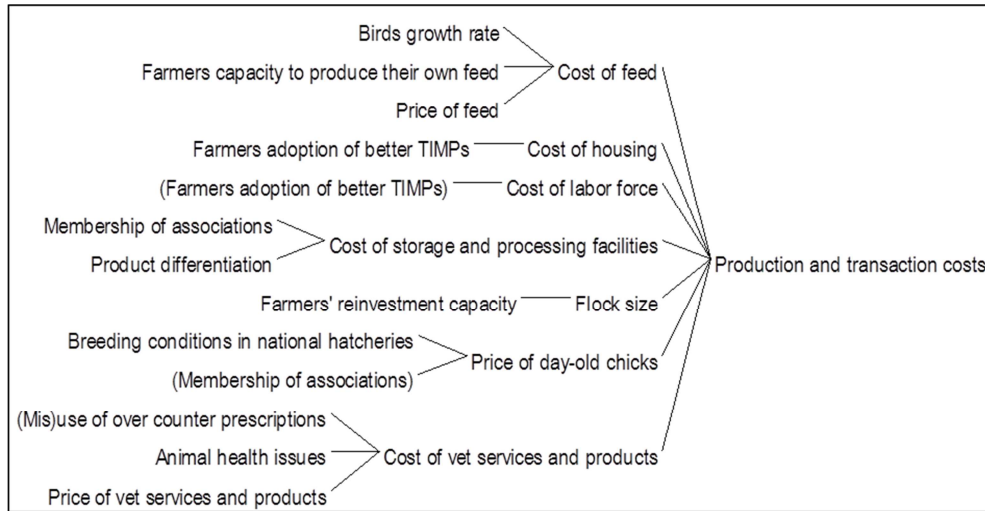 Birds growth rate
Farmers capacity to produce their own feed
Cost of feed
Price of feed
Farmers adoption of better TIMPs
Cost of housing
(Farmers adoption of better TIMPs)
Cost of labor force
Membership of associations
Cost of storage and processing facilities
Product differentiation
Production and transaction costs
Farmers' reinvestment capacity
Flock size
Breeding conditions in national hatcheries
Price of day-old chicks
(Membership of associations)
(Mis)use of over counter prescriptions
Animal health issues
Cost of vet services and products
Price of vet services and products